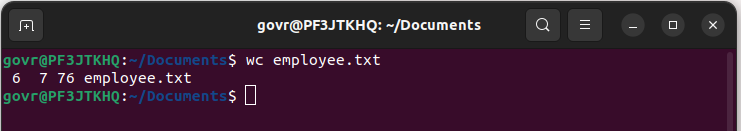 govr@PF3JTKHQ:~/Documents
govr@PF3JTKHQ:~/Documents$ wc employee.txt
 6  7 76 employee.txt
govr@PF3JTKHQ:~/Documents$